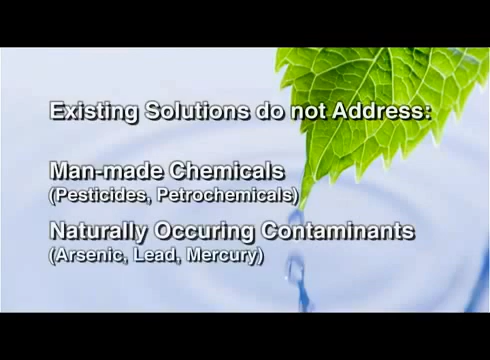 Existing Solutions do not Address:
Man-made Chemicals
(Pesticides, Petrochemicals)
Naturally Occuring Contaminants
(Arsenic, Lead, Mercury)